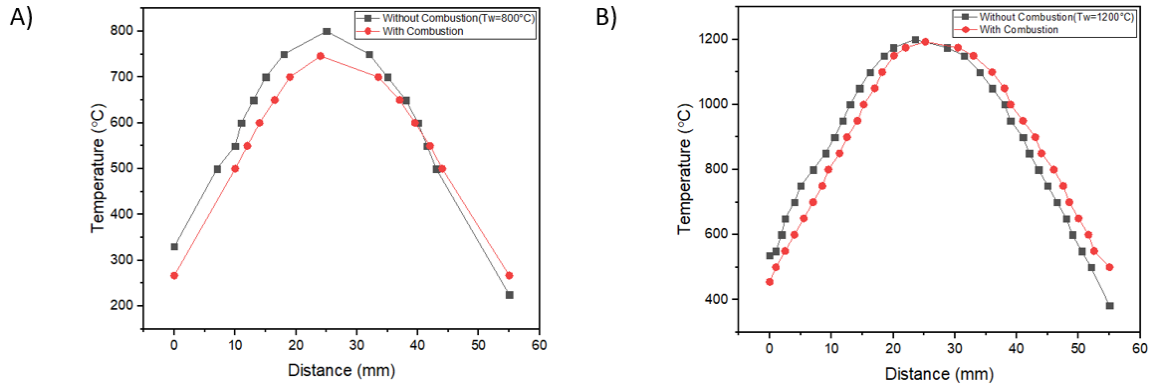 A)
Without Combustion(Tw=800°C)
With Combustion
800
700
600
500
400
300
200
Temperature (°C)
0 10 20 30 40 50 60
Distance (mm)
B)
Without Combustion(Tw=1200°C)
With Combustion
1200
1000
800
600
400
Temperature (°C)
0 10 20 30 40 50 60
Distance (mm)